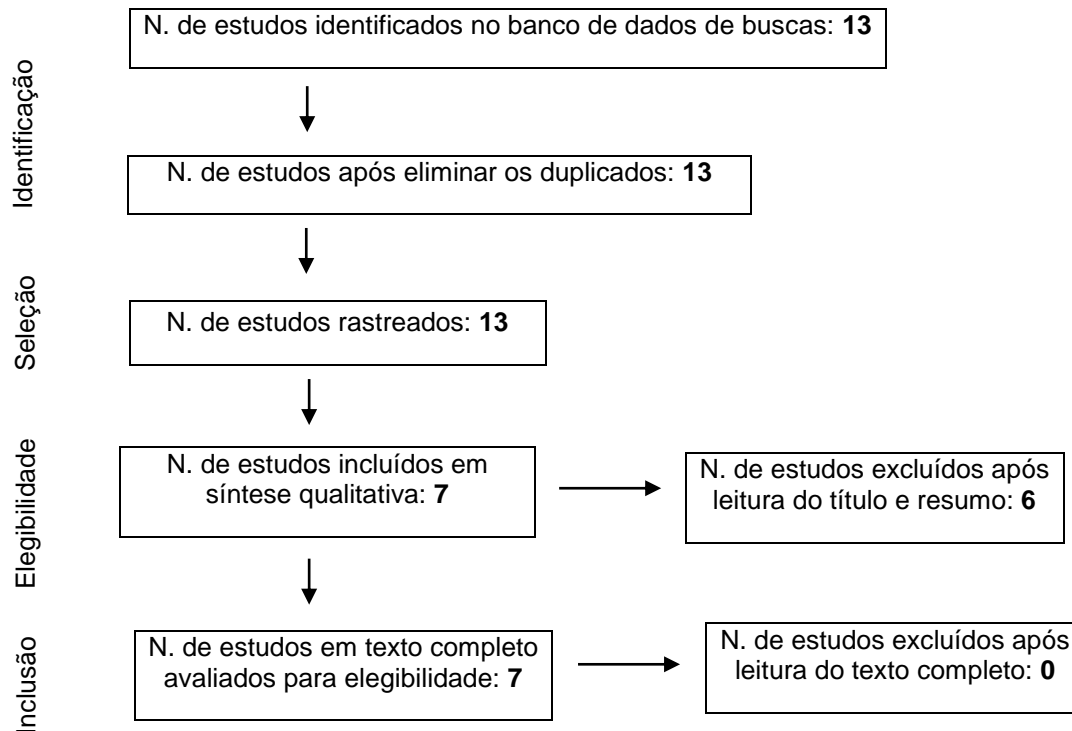 Identificação
N. de estudos identificados no banco de dados de buscas: 13
N. de estudos após eliminar os duplicados: 13
Seleção
N. de estudos rastreados: 13
Elegibilidade
N. de estudos incluídos em
síntese qualitativa: 7
N. de estudos excluídos após
leitura do título e resumo: 6
Inclusão
N. de estudos em texto completo
avaliados para elegibilidade: 7
N. de estudos excluídos após
leitura do texto completo: 0